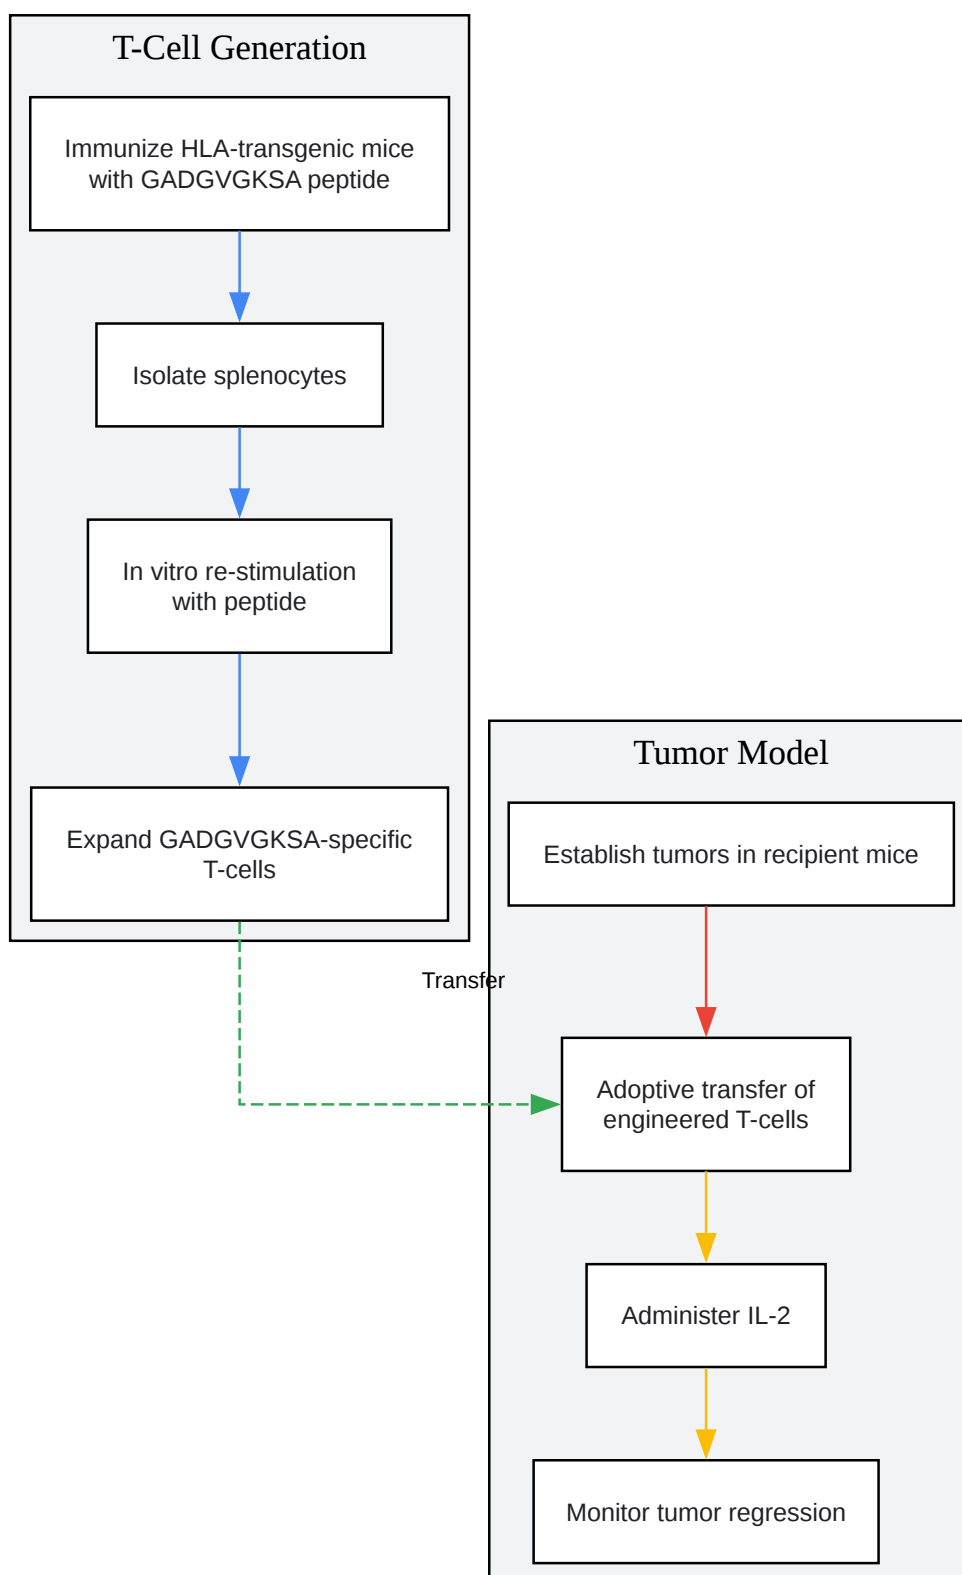 T-Cell Generation
Immunize HLA-transgenic mice
with GADGVGKSA peptide
Isolate splenocytes
In vitro re-stimulation
with peptide
Expand GADGVGKSA-specific
T-cells
Transfer
Tumor Model
Establish tumors in recipient mice
Adoptive transfer of
engineered T-cells
Administer IL-2
Monitor tumor regression